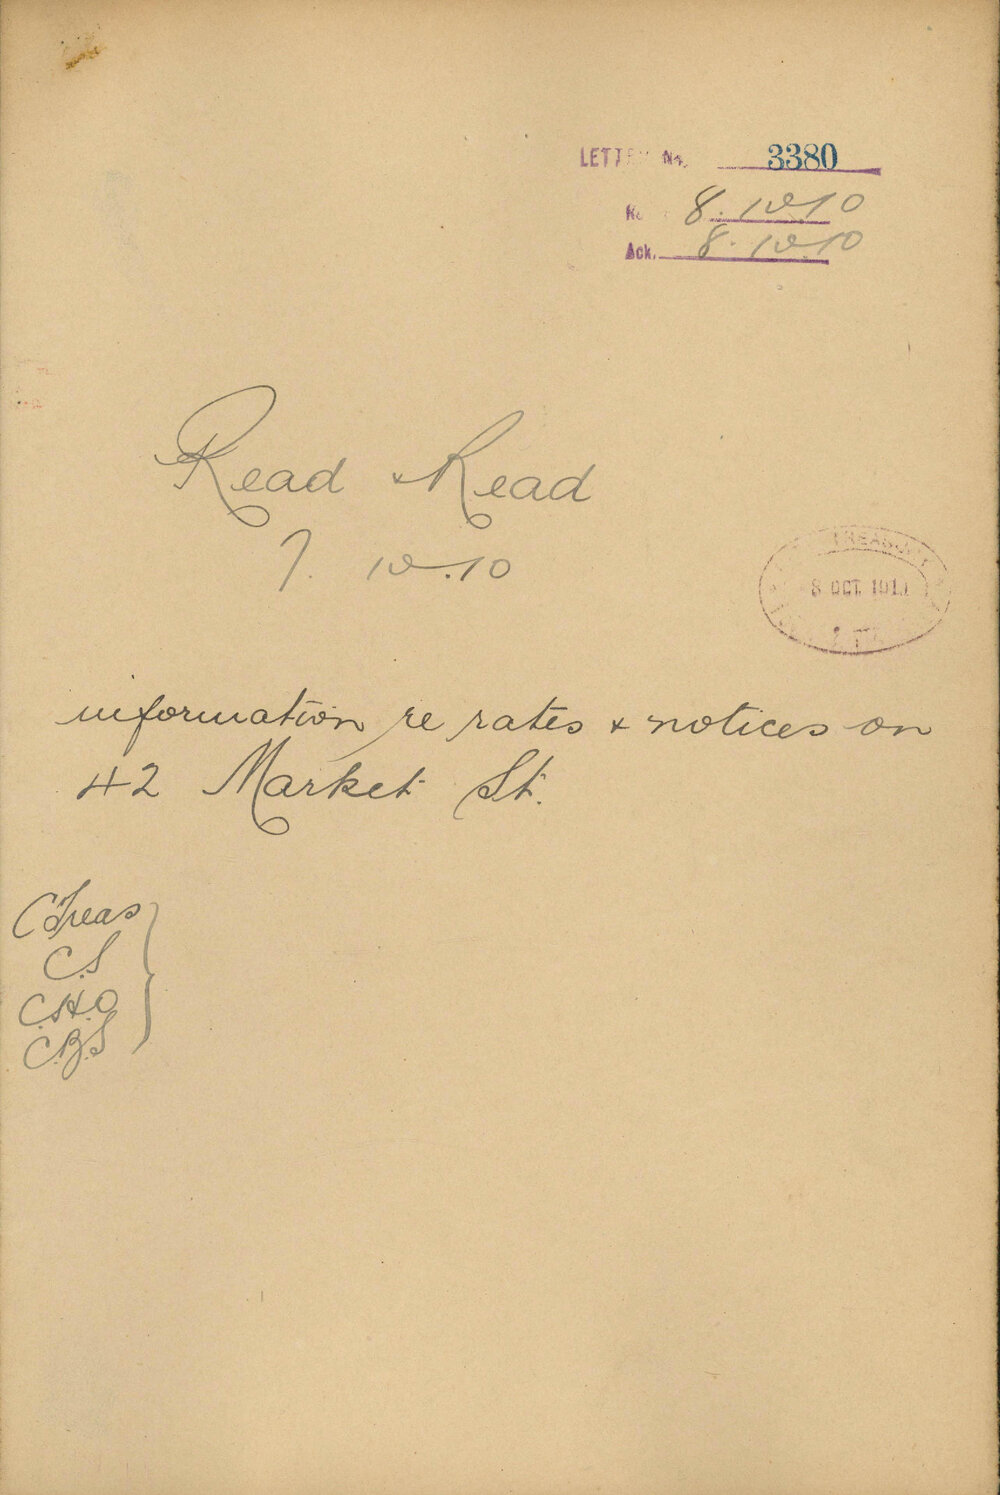 LETTER No. 3380
8. 10.10
Ack. 8. 10.10
Read & Read
7. 10.10
TREASURY
8 OCT. 1910
information re rates & notices on
42 Market St.
C Treas
C.S
C.H.O
C.B.S